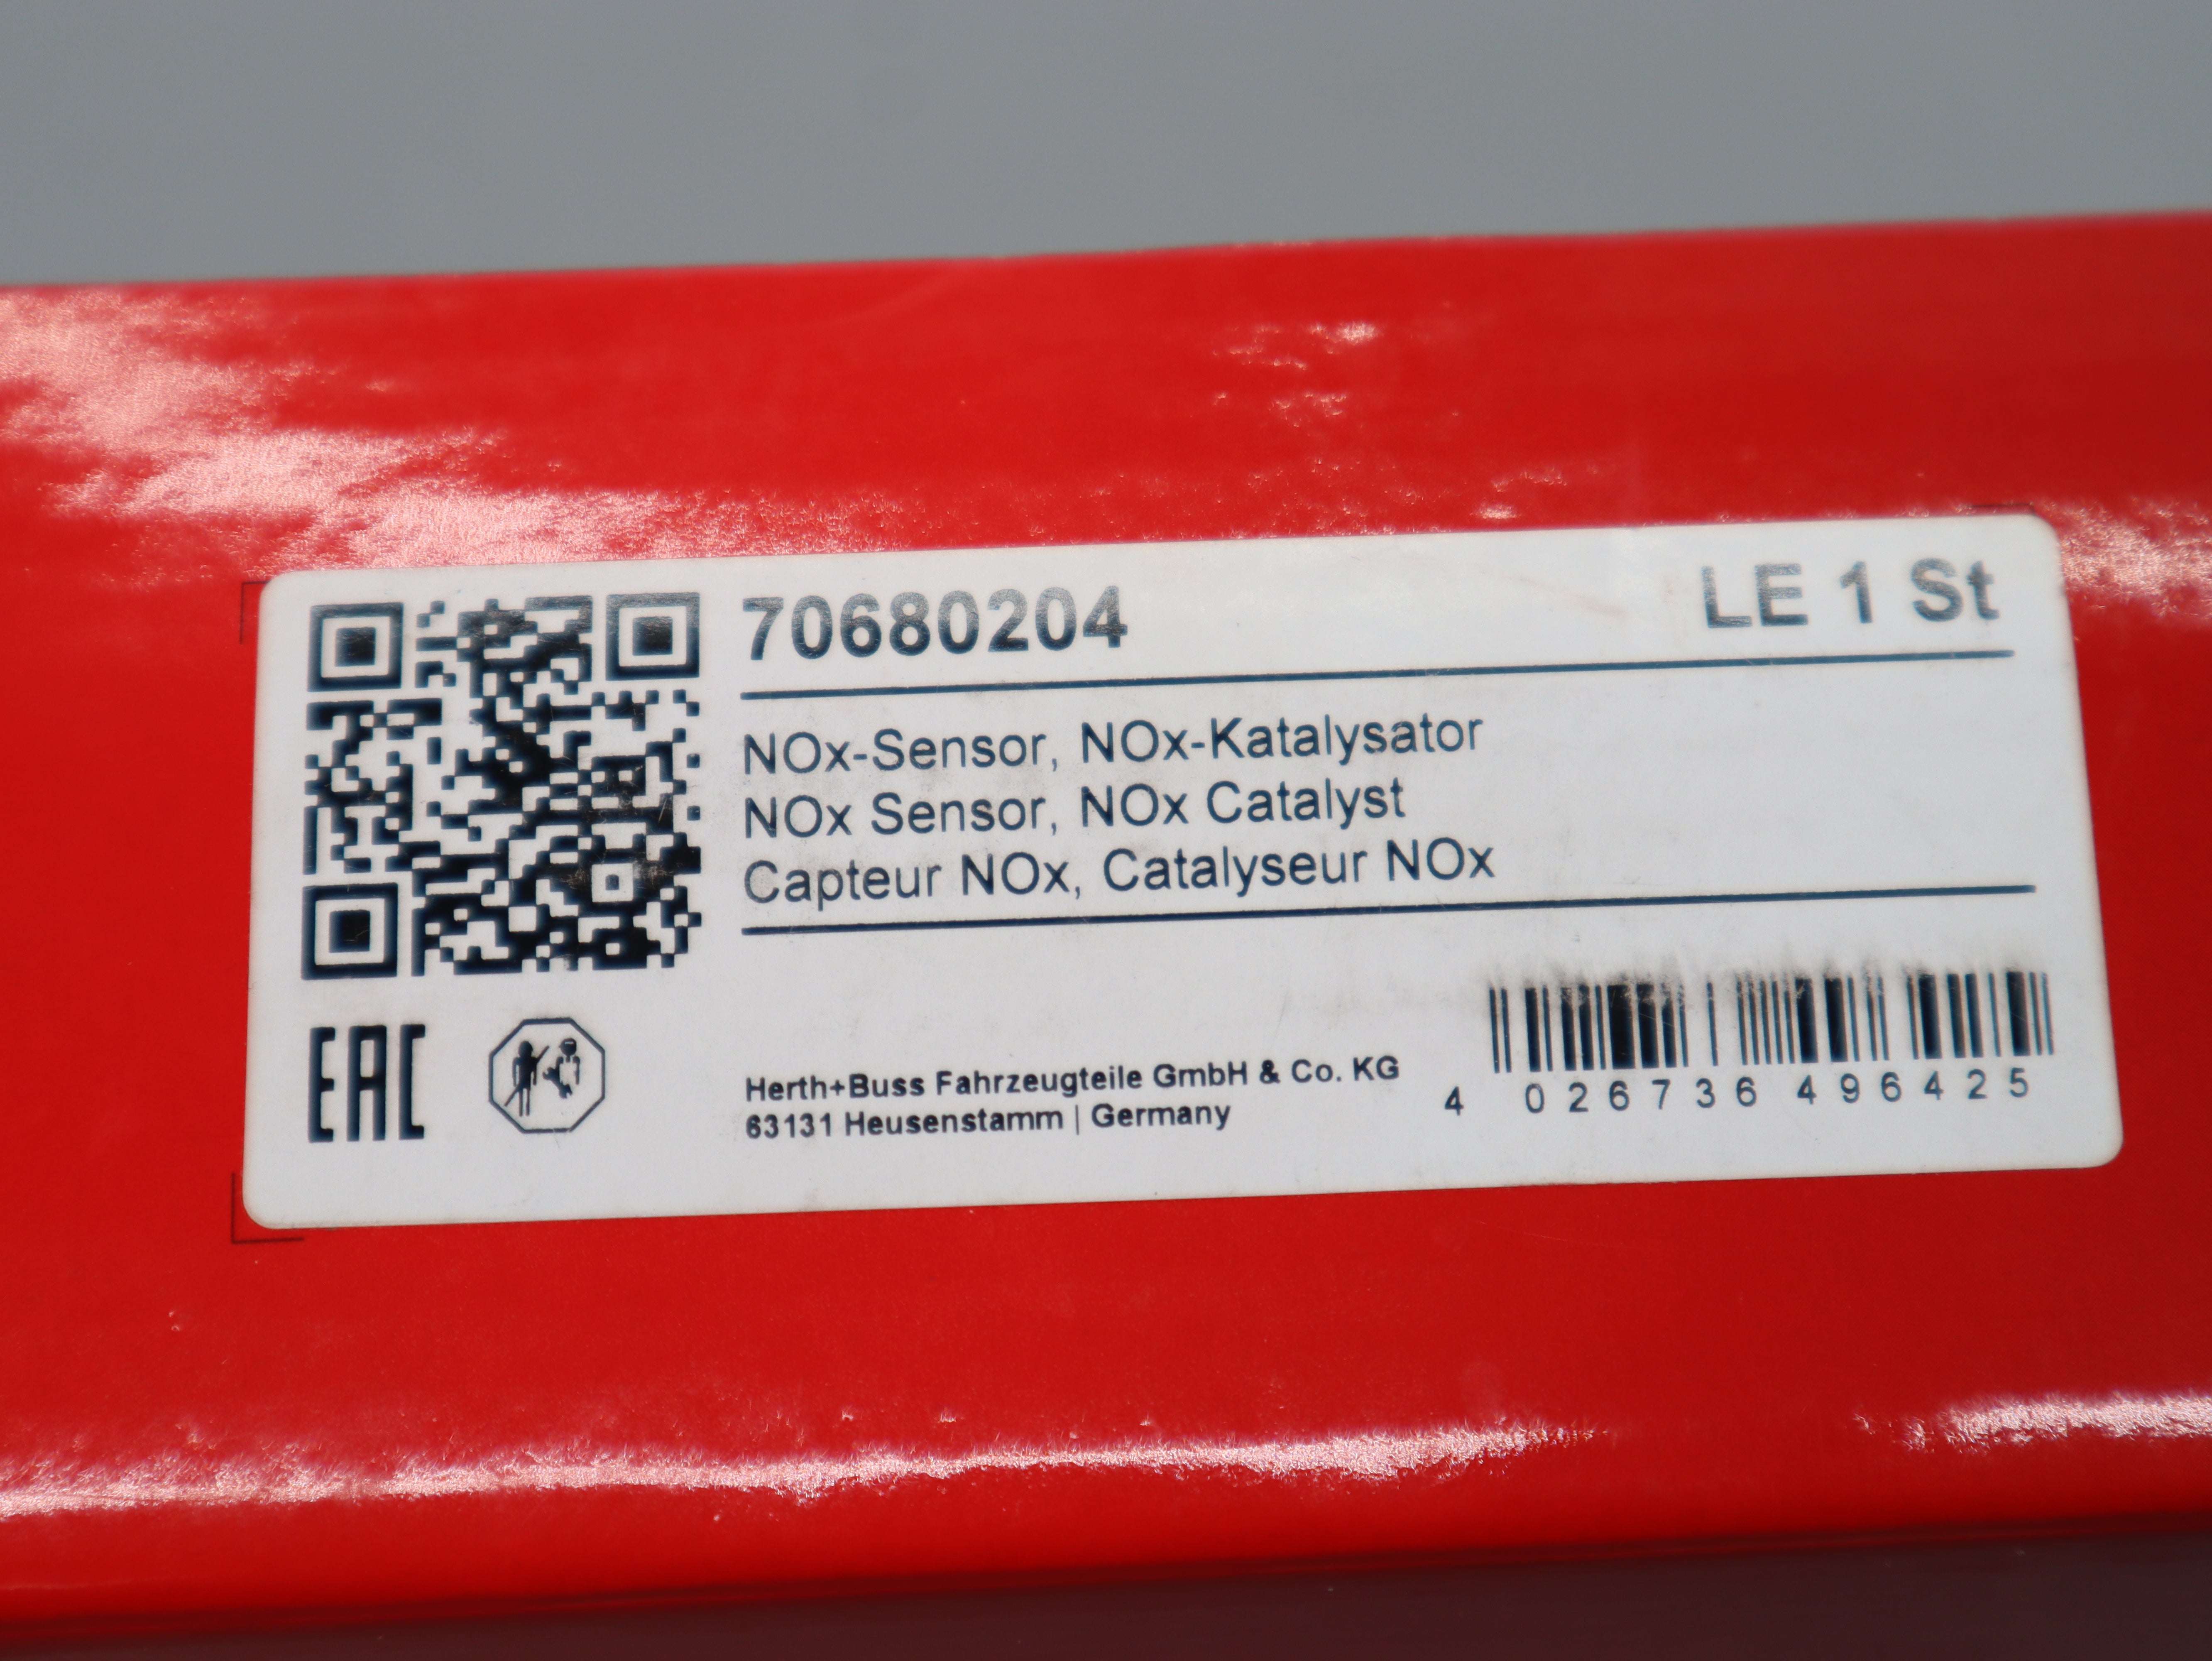 70680204
LE 1 St
NOx-Sensor, NOx-Katalysator
NOx Sensor, NOx Catalyst
Capteur NOx, Catalyseur NOx
EAC
Herth+Buss Fahrzeugteile GmbH & Co. KG
63131 Heusenstamm | Germany
4 026736 496425